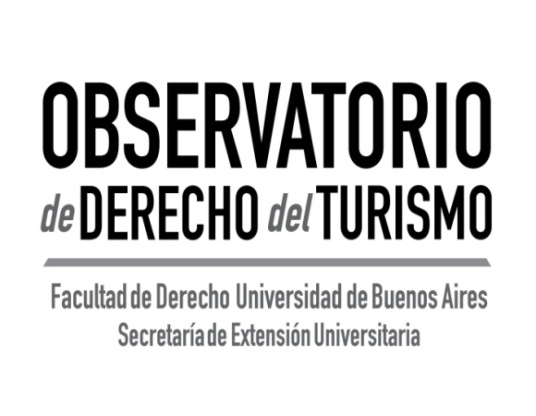 OBSERVATORIO
de DERECHO del TURISMO
Facultad de Derecho Universidad de Buenos Aires
Secretaría de Extensión Universitaria